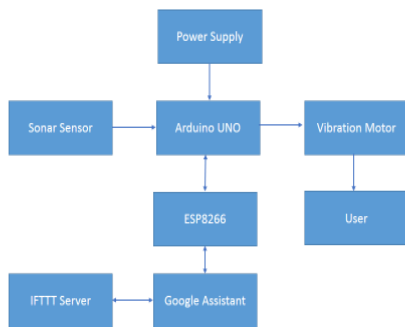 Power Supply
Sonar Sensor
Arduino UNO
Vibration Motor
ESP8266
User
IFTTT Server
Google Assistant